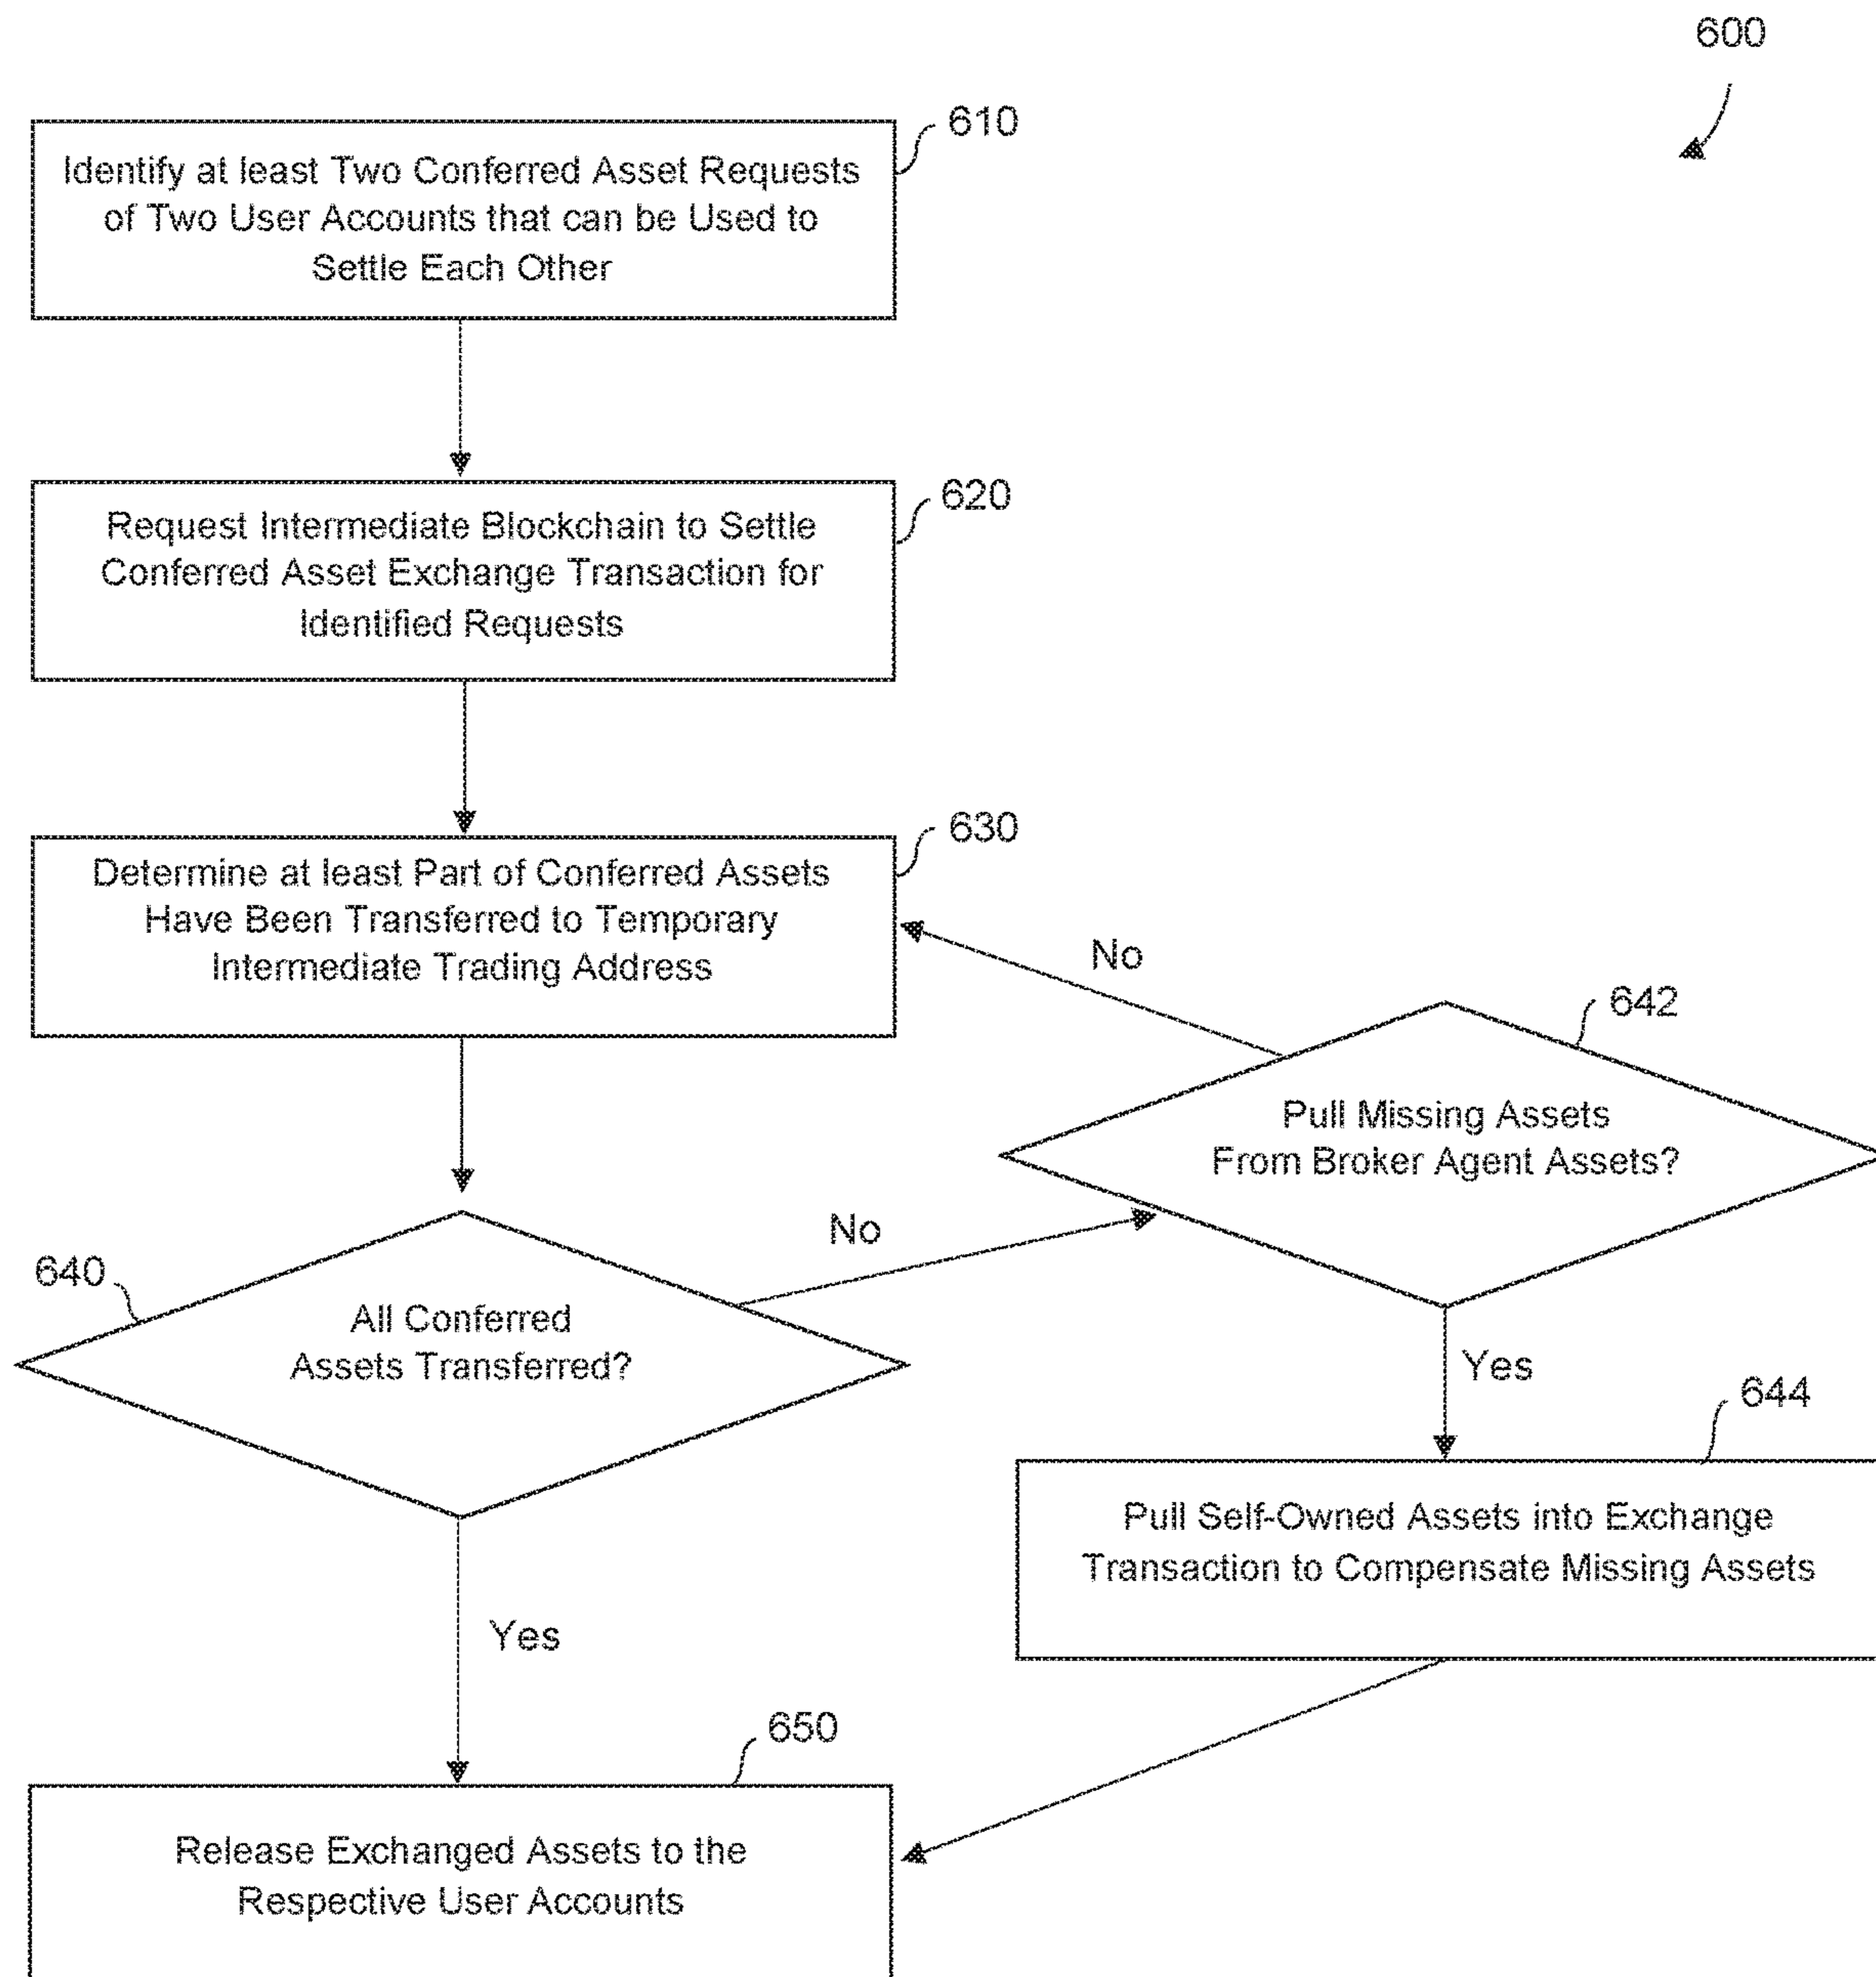 600
610
Identify at least Two Conferred Asset Requests
of Two User Accounts that can be Used to
Settle Each Other
620
Request Intermediate Blockchain to Settle
Conferred Asset Exchange Transaction for
Identified Requests
630
Determine at least Part of Conferred Assets
Have Been Transferred to Temporary
Intermediate Trading Address
No
642
Pull Missing Assets
From Broker Agent Assets?
No
640
All Conferred
Assets Transferred?
Yes
644
Pull Self-Owned Assets into Exchange
Transaction to Compensate Missing Assets
Yes
650
Release Exchanged Assets to the
Respective User Accounts